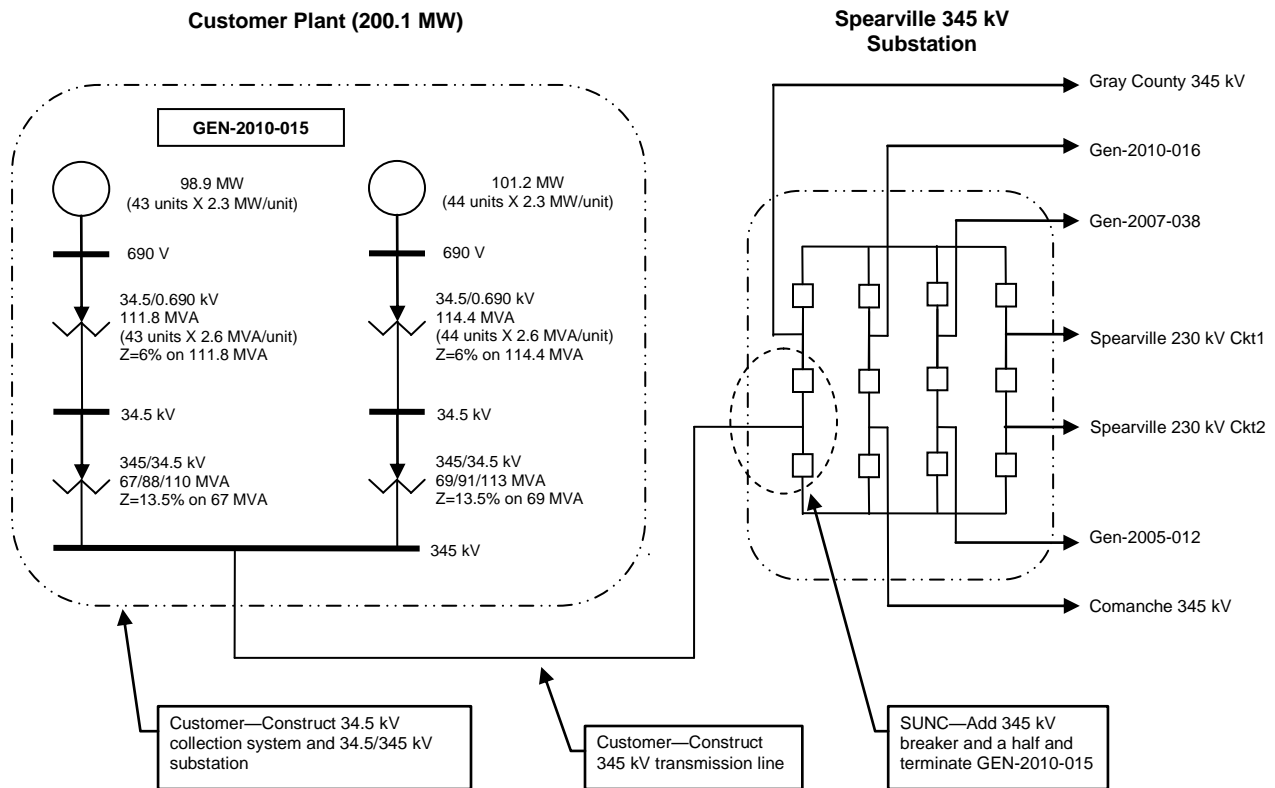 Customer Plant (200.1 MW)
Spearville 345 kV
Substation
GEN-2010-015
98.9 MW
(43 units X 2.3 MW/unit)
101.2 MW
(44 units X 2.3 MW/unit)
690 V
690 V
34.5/0.690 kV
111.8 MVA
(43 units X 2.6 MVA/unit)
Z=6% on 111.8 MVA
34.5/0.690 kV
114.4 MVA
(44 units X 2.6 MVA/unit)
Z=6% on 114.4 MVA
34.5 kV
34.5 kV
345/34.5 kV
67/88/110 MVA
Z=13.5% on 67 MVA
345/34.5 kV
69/91/113 MVA
Z=13.5% on 69 MVA
345 kV
Gray County 345 kV
Gen-2010-016
Gen-2007-038
Spearville 230 kV Ckt1
Spearville 230 kV Ckt2
Gen-2005-012
Comanche 345 kV
Customer—Construct 34.5 kV
collection system and 34.5/345 kV
substation
Customer—Construct
345 kV transmission line
SUNC—Add 345 kV
breaker and a half and
terminate GEN-2010-015